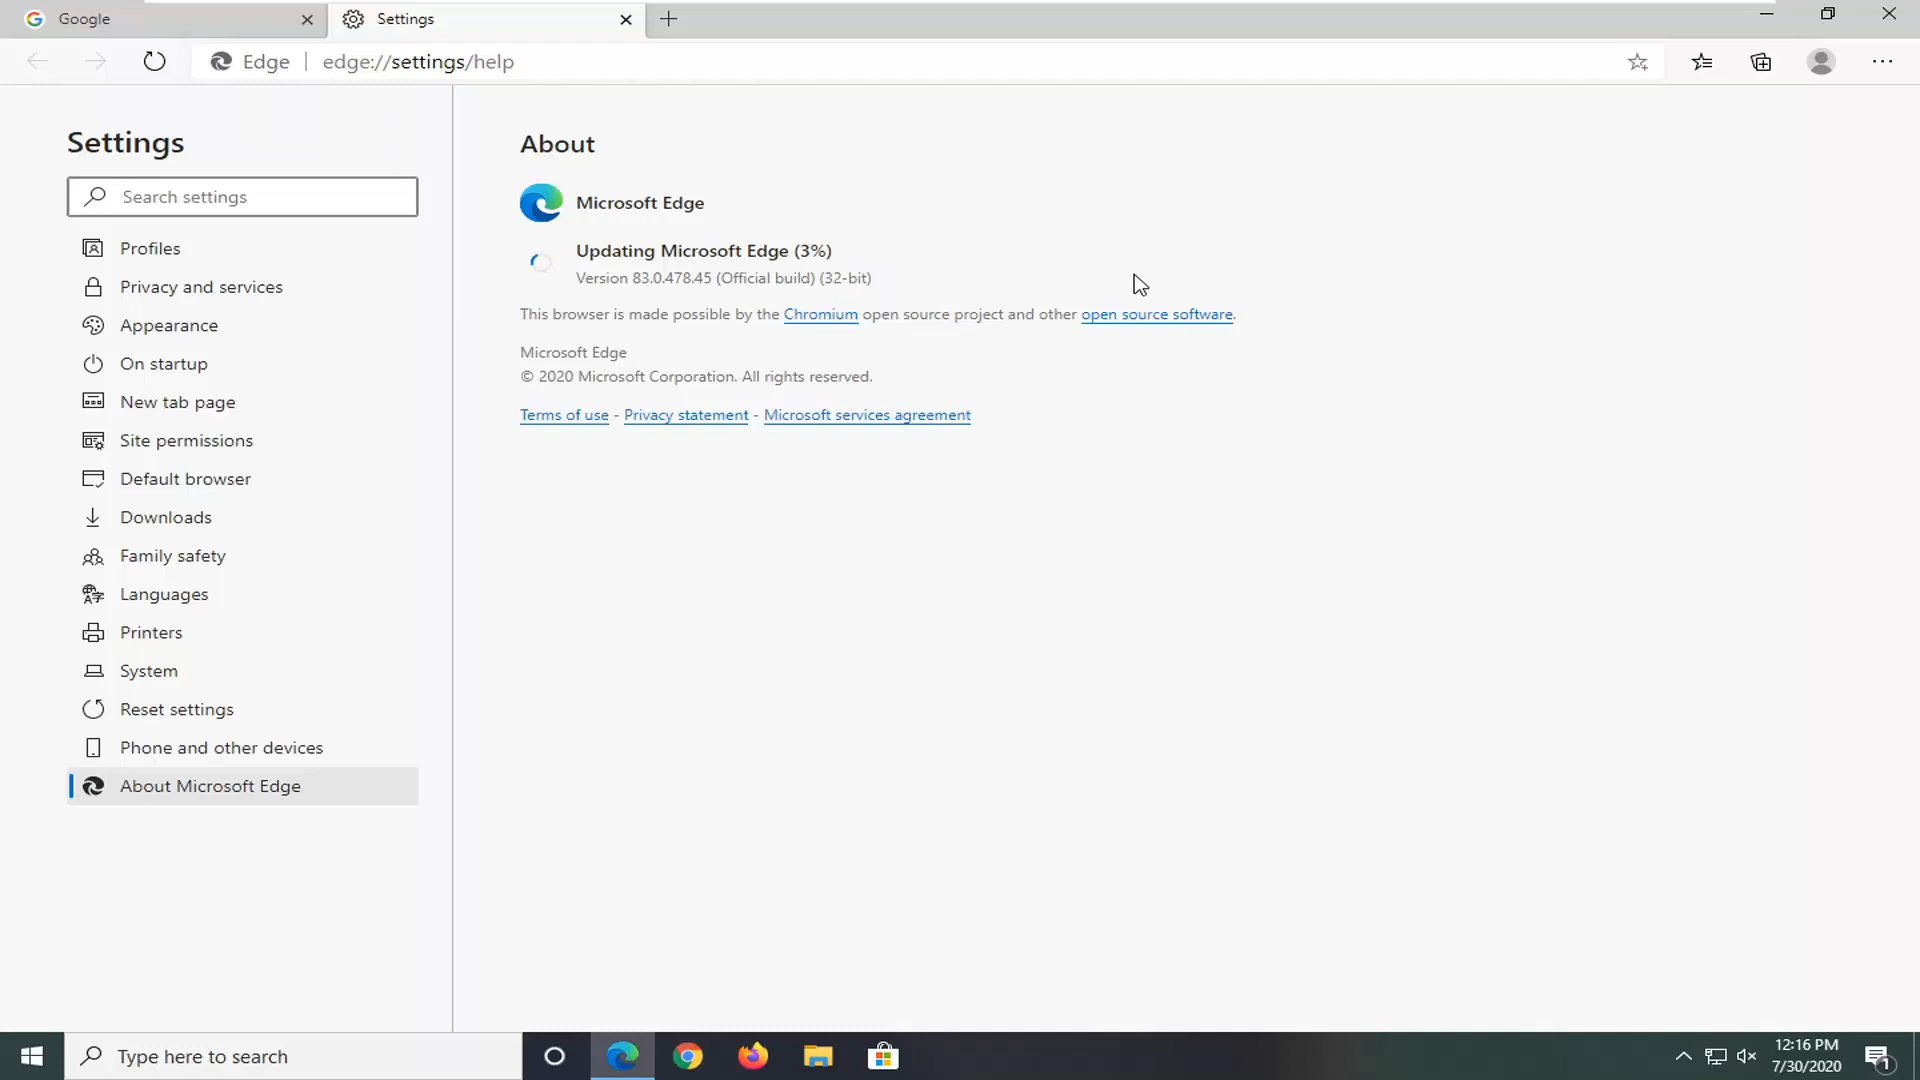 Google
Settings
Edge
edge://settings/help
Settings
Search settings
Profiles
Privacy and services
Appearance
On startup
New tab page
Site permissions
Default browser
Downloads
Family safety
Languages
Printers
System
Reset settings
Phone and other devices
About Microsoft Edge
About
Microsoft Edge
Updating Microsoft Edge (3%)
Version 83.0.478.45 (Official build) (32-bit)
This browser is made possible by the Chromium open source project and other open source software.
Microsoft Edge
© 2020 Microsoft Corporation. All rights reserved.
Terms of use - Privacy statement - Microsoft services agreement
Type here to search
12:16 PM
7/30/2020
1